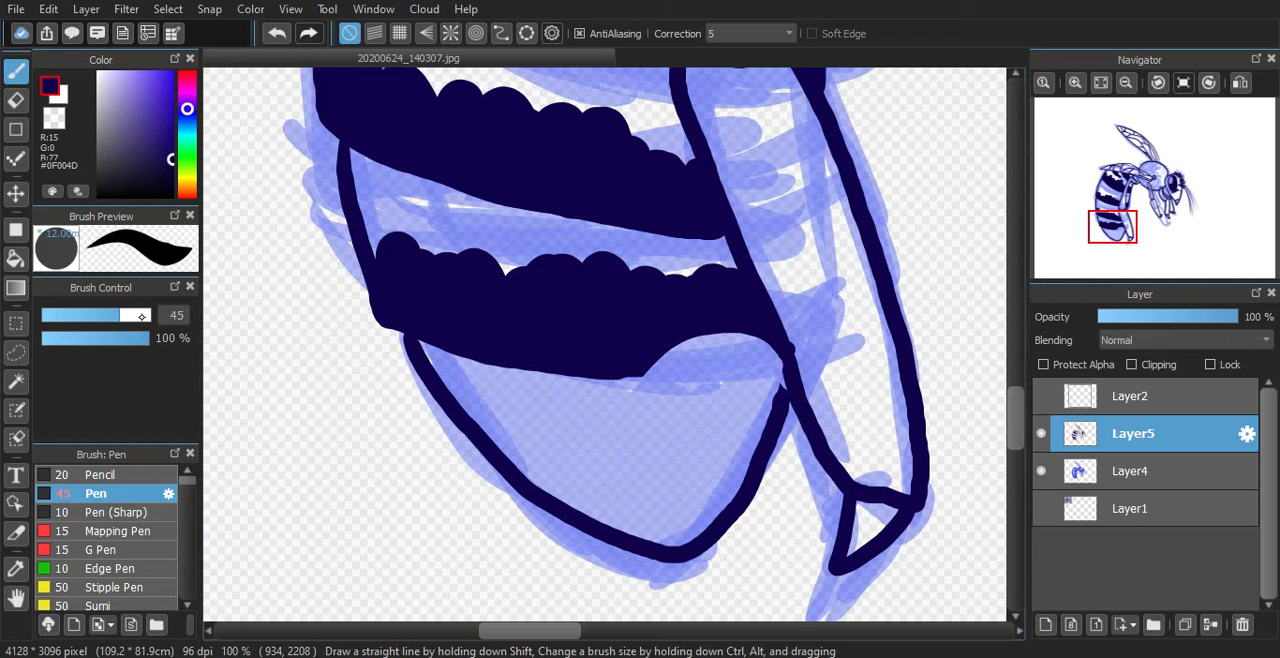 File Edit Layer Filter Select Snap Color View Tool Window Cloud Help
AntiAliasing Correction 5 Soft Edge
20200624_140307.jpg
Color
R:15
G:0
B:77
#0F004D
Brush Preview
* 12.00m
Brush Control
45
100 %
Brush: Pen
20 Pencil
45 Pen
10 Pen (Sharp)
15 Mapping Pen
15 G Pen
10 Edge Pen
50 Stipple Pen
50 Sumi
Navigator
Layer
Opacity 100 %
Blending Normal
Protect Alpha Clipping Lock
Layer2
Layer5
Layer4
Layer1
4128 * 3096 pixel (109.2 * 81.9cm) 96 dpi 100 % ( 934, 2208 ) Draw a straight line by holding down Shift, Change a brush size by holding down Ctrl, Alt, and dragging